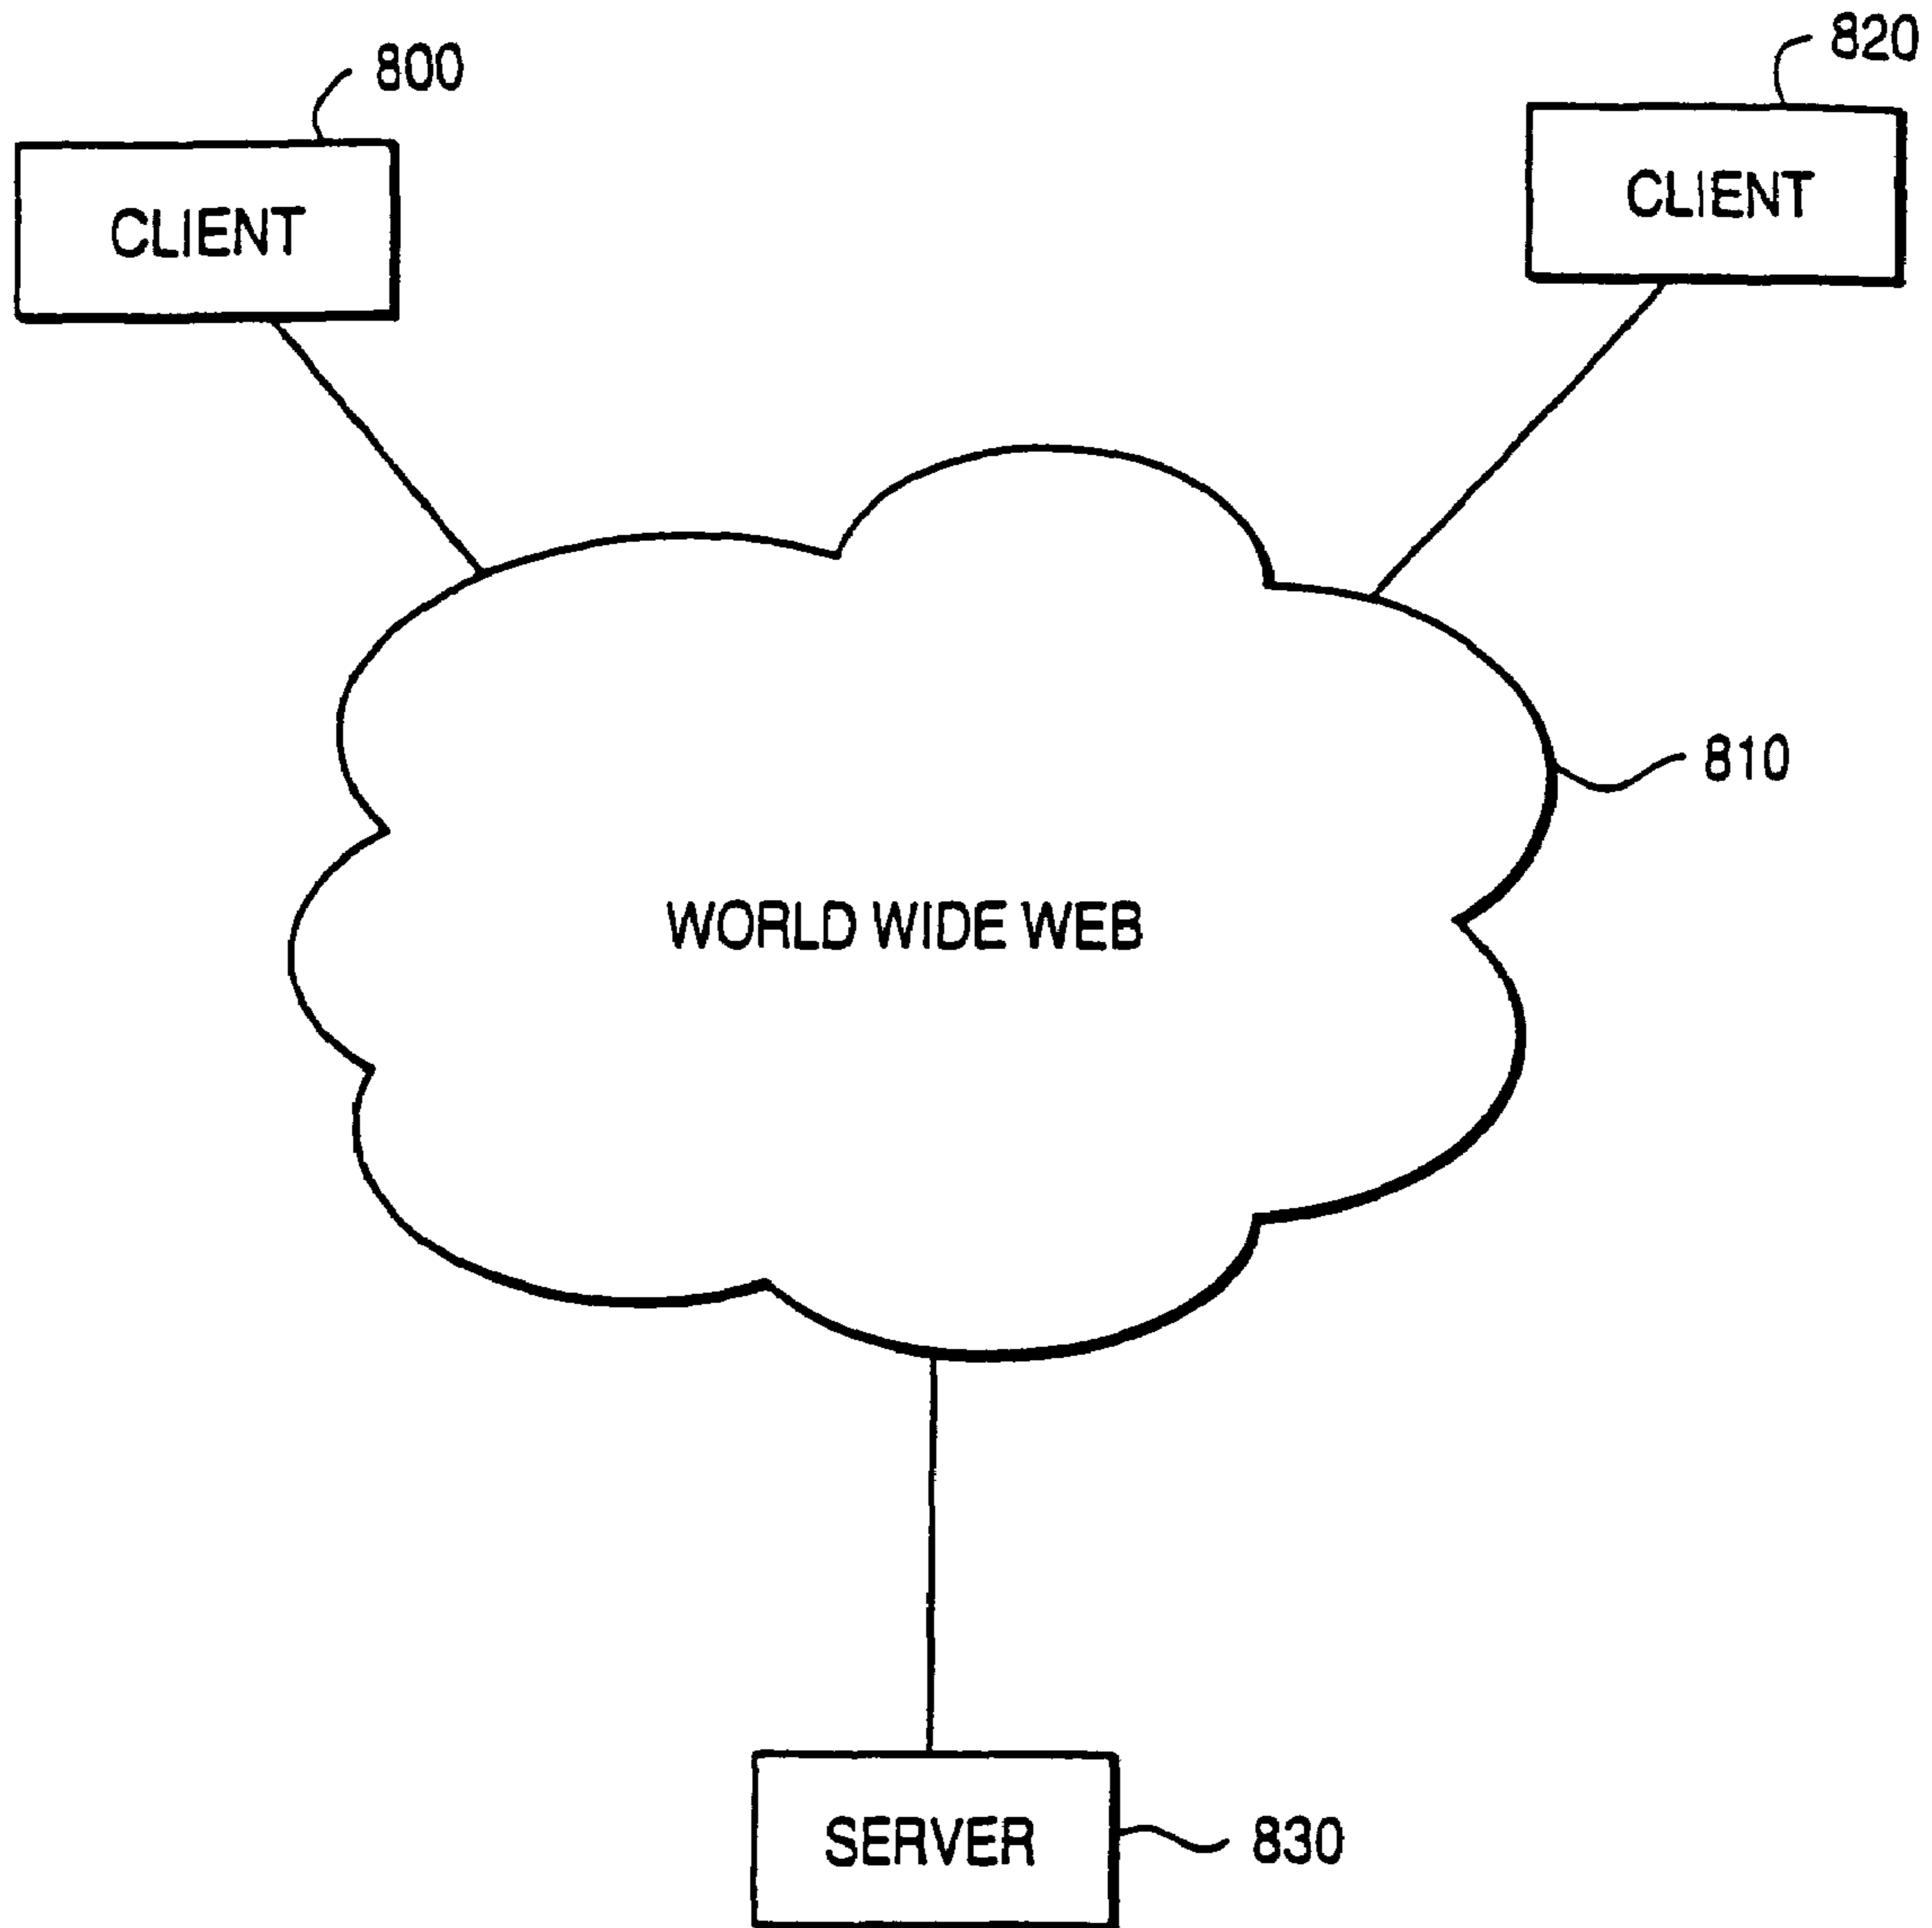 800
820
CLIENT
CLIENT
810
WORLD WIDE WEB
SERVER
830